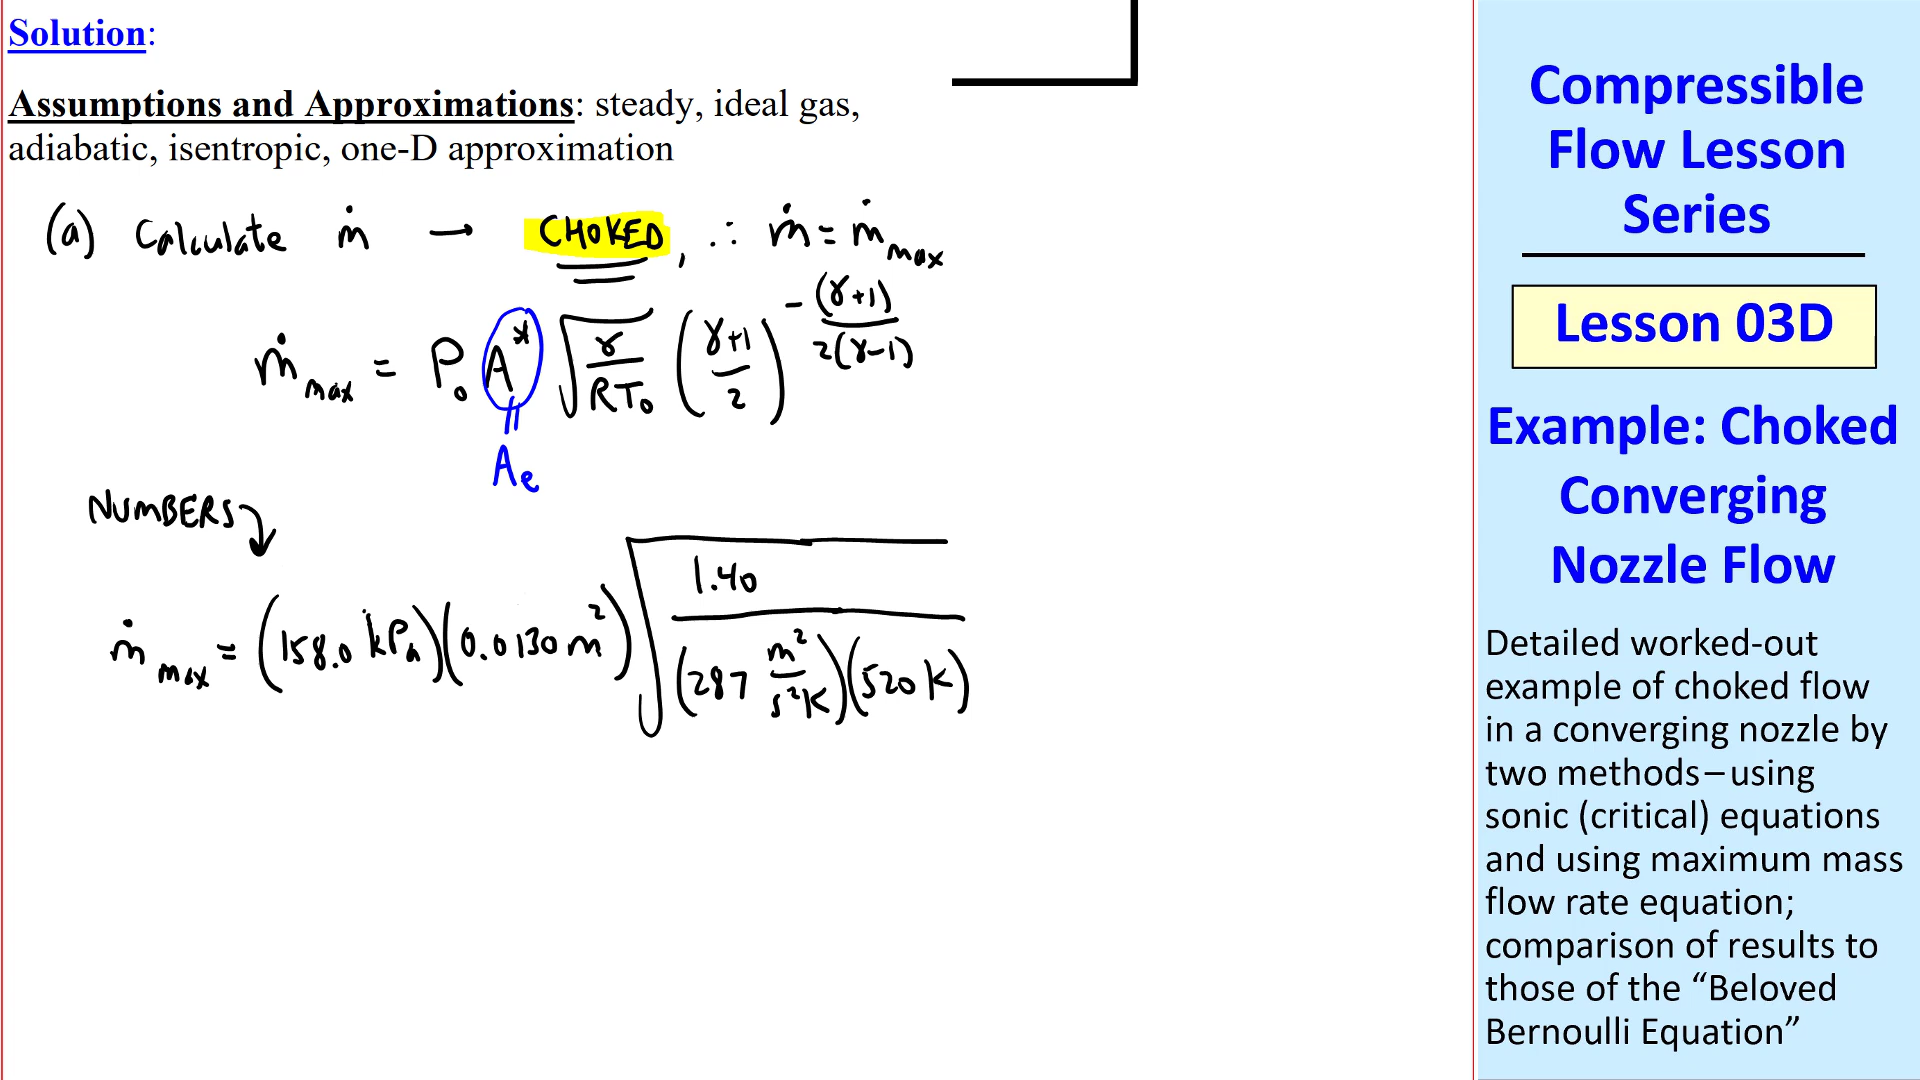 Solution:
Assumptions and Approximations: steady, ideal gas,
adiabatic, isentropic, one-D approximation
(a) Calculate ṁ → CHOKED, ∴ ṁ = ṁ_max
ṁ_max = P₀ A* √(γ/RT₀) ((γ+1)/2)^(-(γ+1)/2(γ-1))
= Ae
NUMBERS
ṁ_max = (158.0 kPa)(0.0130 m²) √(1.40/(287 m²/s²K)(520 K))
Compressible
Flow Lesson
Series
Lesson 03D
Example: Choked
Converging
Nozzle Flow
Detailed worked-out
example of choked flow
in a converging nozzle by
two methods–using
sonic (critical) equations
and using maximum mass
flow rate equation;
comparison of results to
those of the “Beloved
Bernoulli Equation”